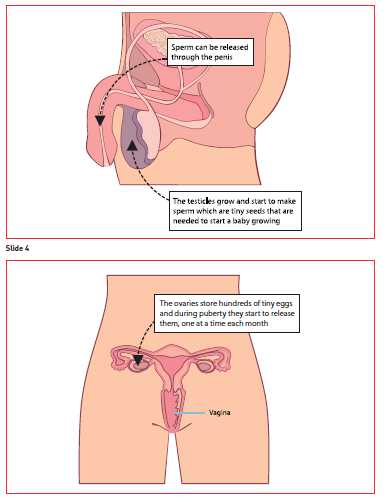 Sperm can be released
through the penis
The testicles grow and start to make
sperm which are tiny seeds that are
needed to start a baby growing
Slide 4
The ovaries store hundreds of tiny eggs
and during puberty they start to release
them, one at a time each month
Vagina